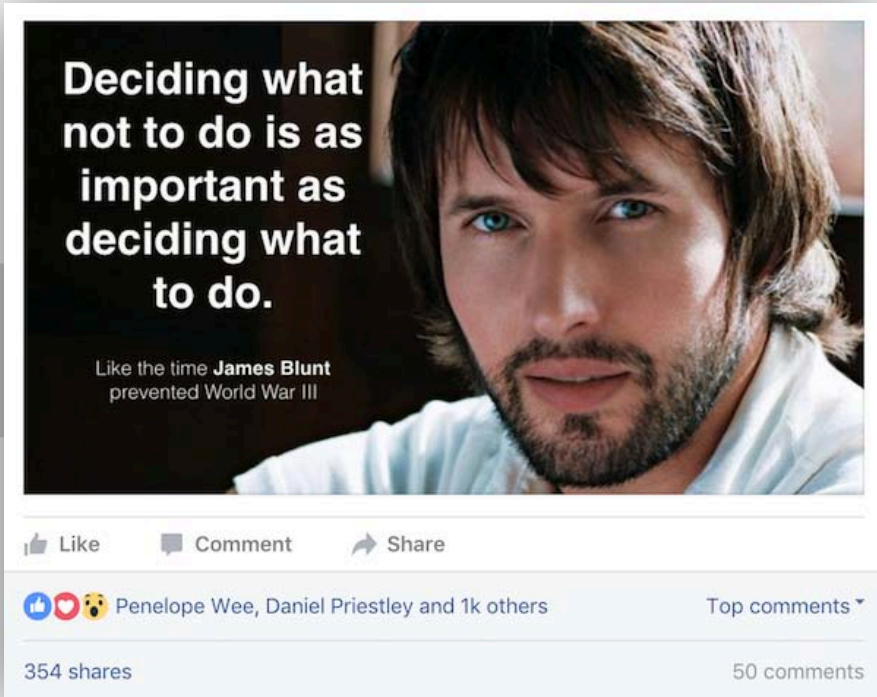 Deciding what
not to do is as
important as
deciding what
to do.
Like the time James Blunt
prevented World War III
Like Comment Share
Penelope Wee, Daniel Priestley and 1k others Top comments
354 shares 50 comments